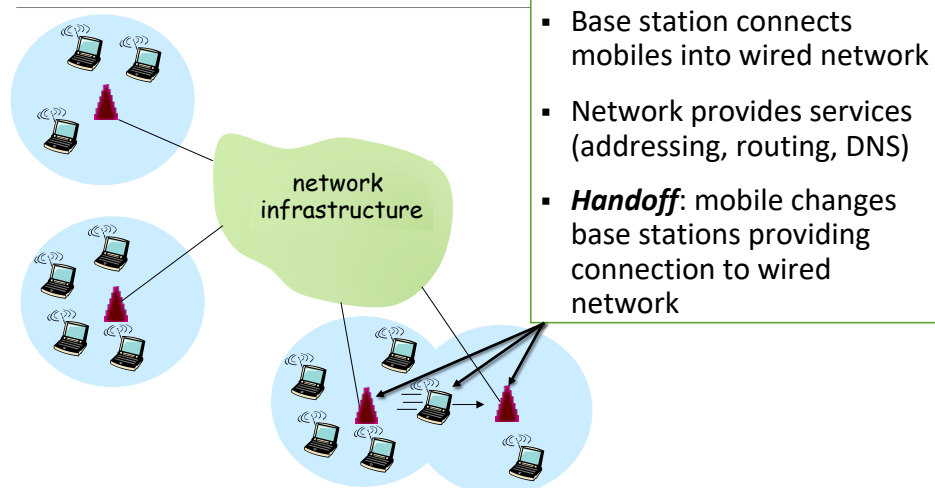 ▪ Base station connects
mobiles into wired network
▪ Network provides services
(addressing, routing, DNS)
▪ Handoff: mobile changes
base stations providing
connection to wired
network
network
infrastructure